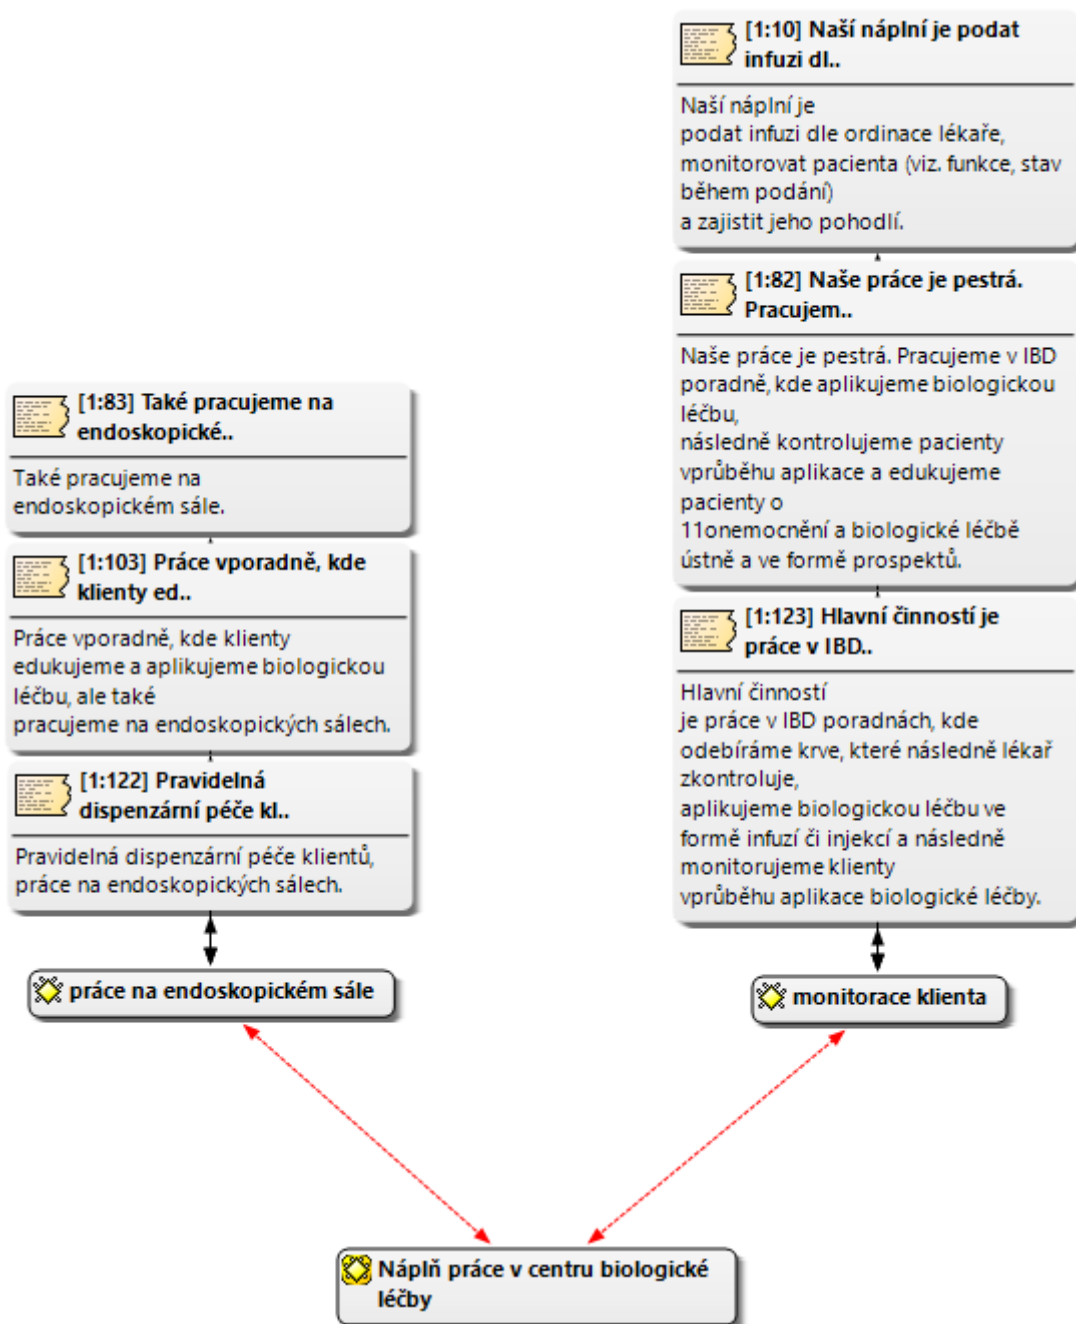 [1:10] Naší náplní je podat
infuzi dl..
Naší náplní je
podat infuzi dle ordinace lékaře,
monitorovat pacienta (viz. funkce, stav
během podání)
a zajistit jeho pohodlí.
[1:82] Naše práce je pestrá.
Pracujem..
Naše práce je pestrá. Pracujeme v IBD
poradně, kde aplikujeme biologickou
léčbu,
následně kontrolujeme pacienty
vprůběhu aplikace a edukujeme
pacienty o
11onemocnění a biologické léčbě
ústně a ve formě prospektů.
[1:123] Hlavní činností je
práce v IBD..
Hlavní činností
je práce v IBD poradnách, kde
odebíráme krve, které následně lékař
zkontroluje,
aplikujeme biologickou léčbu ve
formě infuzí či injekcí a následně
monitorujeme klienty
vprůběhu aplikace biologické léčby.
monitorace klienta
[1:83] Také pracujeme na
endoskopické..
Také pracujeme na
endoskopickém sále.
[1:103] Práce vporadně, kde
klienty ed..
Práce vporadně, kde klienty
edukujeme a aplikujeme biologickou
léčbu, ale také
pracujeme na endoskopických sálech.
[1:122] Pravidelná
dispenzární péče kl..
Pravidelná dispenzární péče klientů,
práce na endoskopických sálech.
práce na endoskopickém sále
Náplň práce v centru biologické
léčby